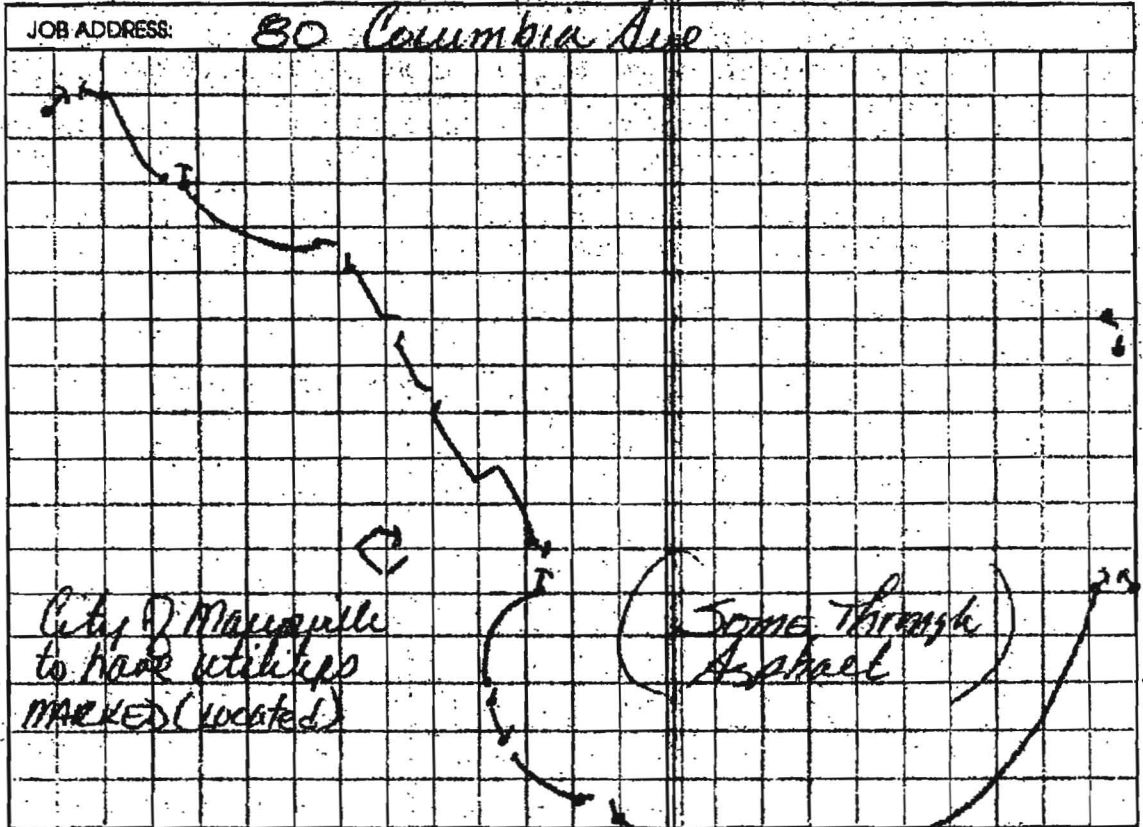 JOB ADDRESS: 80 Columbia Ave
City of Marysville
to have utilities
MARKED (Located)
Some Through
Asphalt